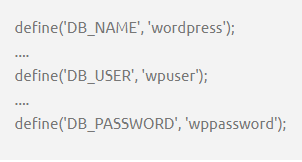 define('DB_NAME', 'wordpress');
....
define('DB_USER', 'wpuser');
....
define('DB_PASSWORD', 'wppassword');